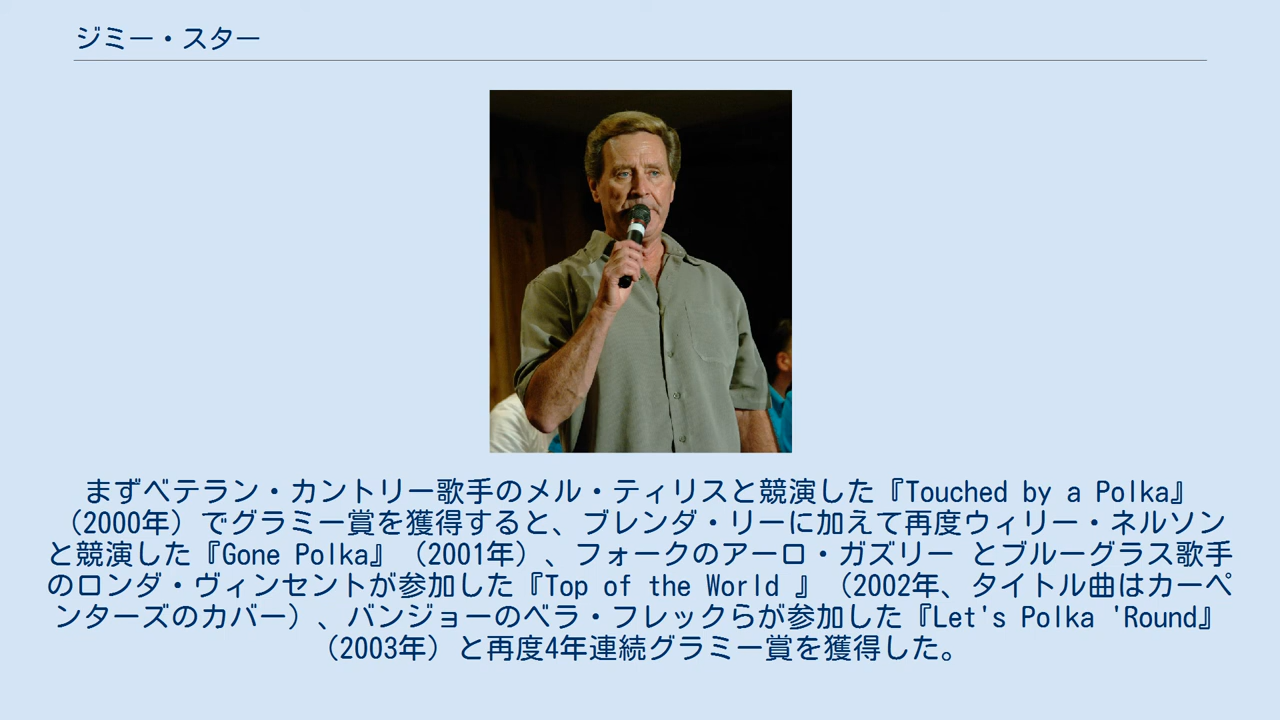 ジミー・スター
まずベテラン・カントリー歌手のメル・ティリスと競演した『Touched by a Polka』
（2000年）でグラミー賞を獲得すると、ブレンダ・リーに加えて再度ウィリー・ネルソン
と競演した『Gone Polka』（2001年）、フォークのアーロ・ガズリー とブルーグラス歌手
のロンダ・ヴィンセントが参加した『Top of the World 』（2002年、タイトル曲はカーペ
ンターズのカバー）、バンジョーのベラ・フレックらが参加した『Let's Polka 'Round』
（2003年）と再度4年連続グラミー賞を獲得した。